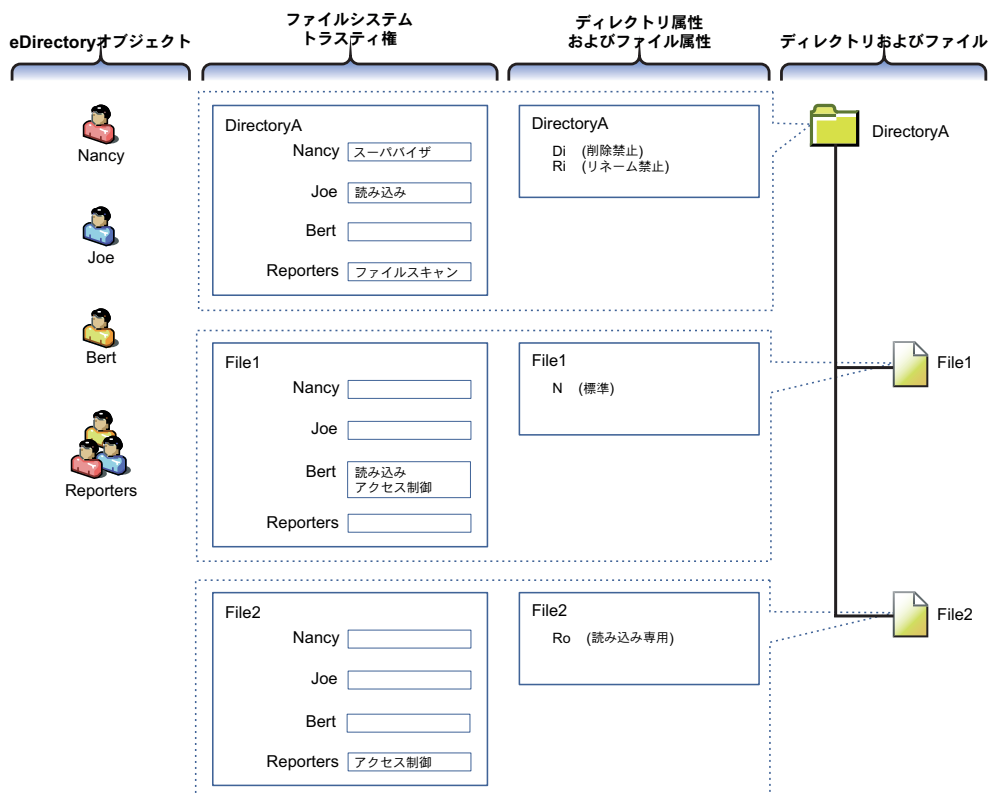 eDirectoryオブジェクト
ファイルシステム
トラスティ権
ディレクトリ属性
およびファイル属性
ディレクトリおよびファイル
Nancy
Joe
Bert
Reporters
DirectoryA
Nancy スーパバイザ
Joe 読み込み
Bert
Reporters ファイルスキャン
DirectoryA
Di (削除禁止)
Ri (リネーム禁止)
DirectoryA
File1
Nancy
Joe
Bert 読み込み
アクセス制御
Reporters
File1
N (標準)
File1
File2
Nancy
Joe
Bert
Reporters アクセス制御
File2
Ro (読み込み専用)
File2